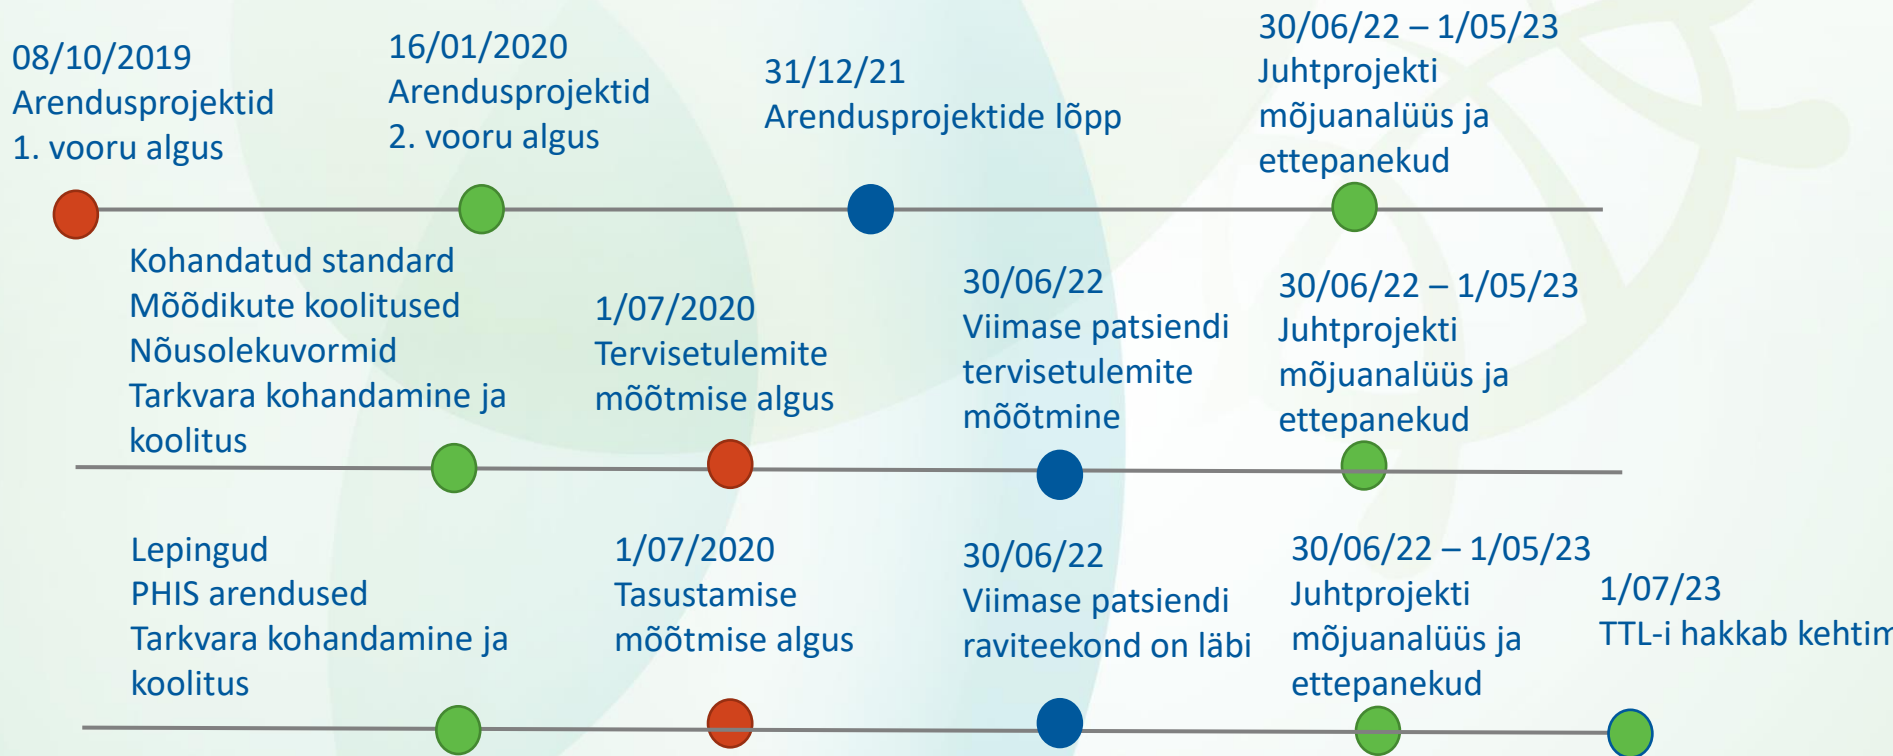 08/10/2019
Arendusprojektid
1. vooru algus
16/01/2020
Arendusprojektid
2. vooru algus
31/12/21
Arendusprojektide lõpp
30/06/22 – 1/05/23
Juhtprojekti
mõjuanalüüs ja
ettepanekud
Kohandatud standard
Mõõdikute koolitused
Nõusolekuvormid
Tarkvara kohandamine ja
koolitus
1/07/2020
Tervisetulemite
mõõtmise algus
30/06/22
Viimase patsiendi
tervisetulemite
mõõtmine
30/06/22 – 1/05/23
Juhtprojekti
mõjuanalüüs ja
ettepanekud
Lepingud
PHIS arendused
Tarkvara kohandamine ja
koolitus
1/07/2020
Tasustamise
mõõtmise algus
30/06/22
Viimase patsiendi
raviteekond on läbi
30/06/22 – 1/05/23
Juhtprojekti
mõjuanalüüs ja
ettepanekud
1/07/23
TTL-i hakkab